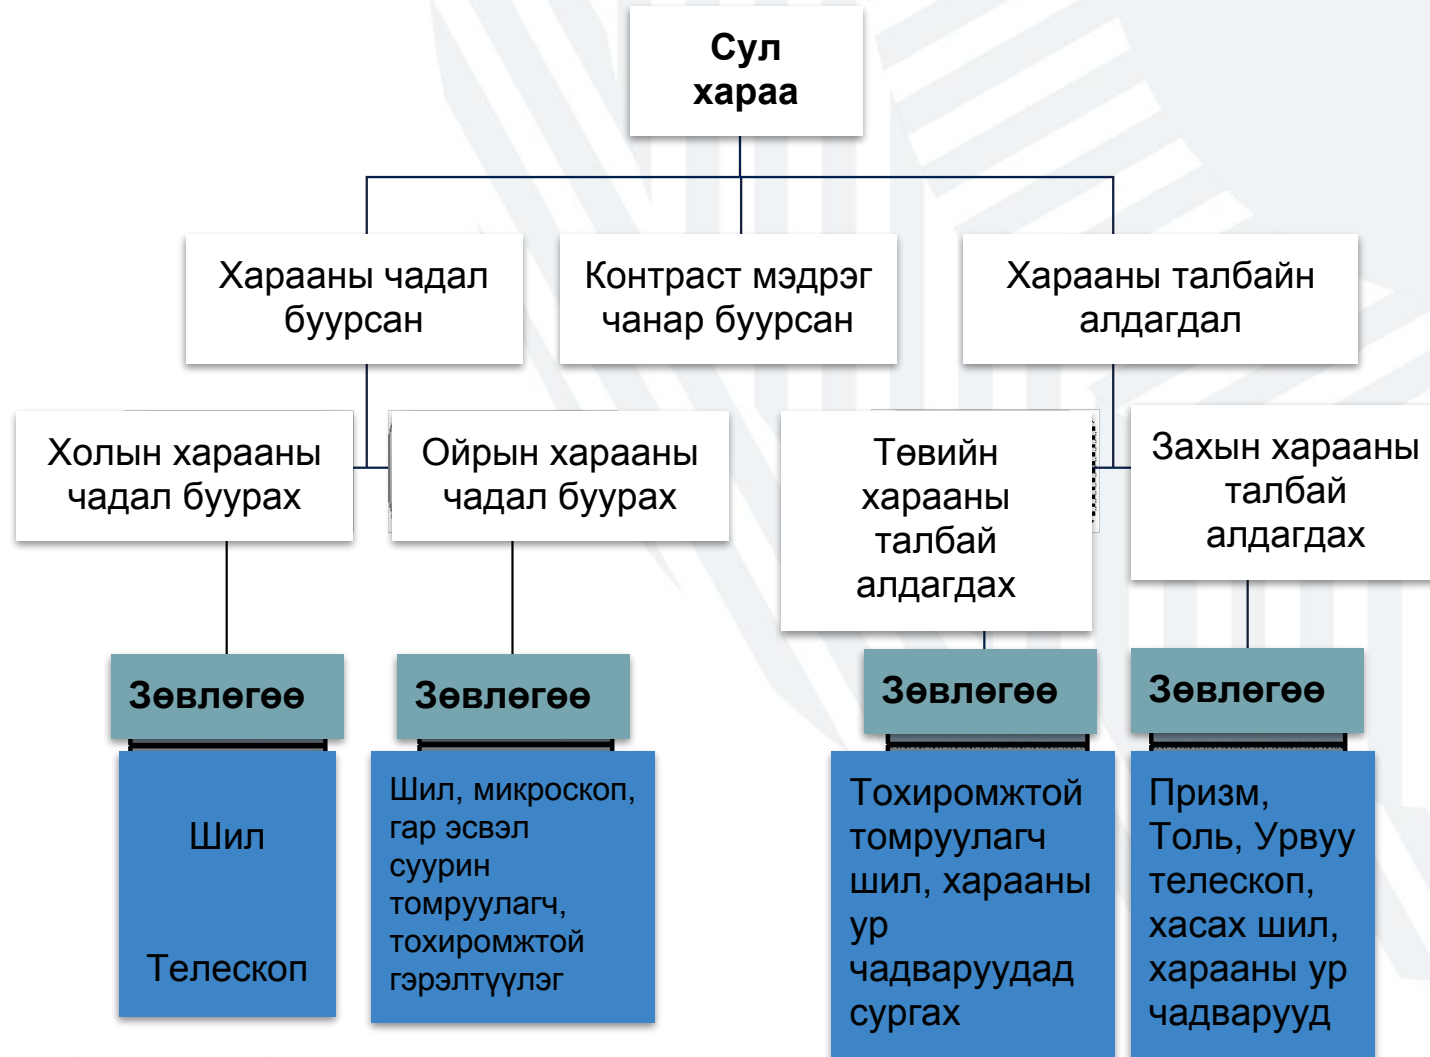 Сул
хараа
Харааны чадал
буурсан
Контраст мэдрэг
чанар буурсан
Харааны талбайн
алдагдал
Холын харааны
чадал буурах
Ойрын харааны
чадал буурах
Төвийн
харааны
талбай
алдагдах
Захын харааны
талбай
алдагдах
Зөвлөгөө
Зөвлөгөө
Зөвлөгөө
Зөвлөгөө
Шил
Телескоп
Шил, микроскоп,
гар эсвэл
суурин
томруулагч,
тохиромжтой
гэрэлтүүлэг
Тохиромжтой
томруулагч
шил, харааны
ур
чадваруудад
сургах
Призм,
Толь, Урвуу
телескоп,
хасах шил,
харааны ур
чадварууд